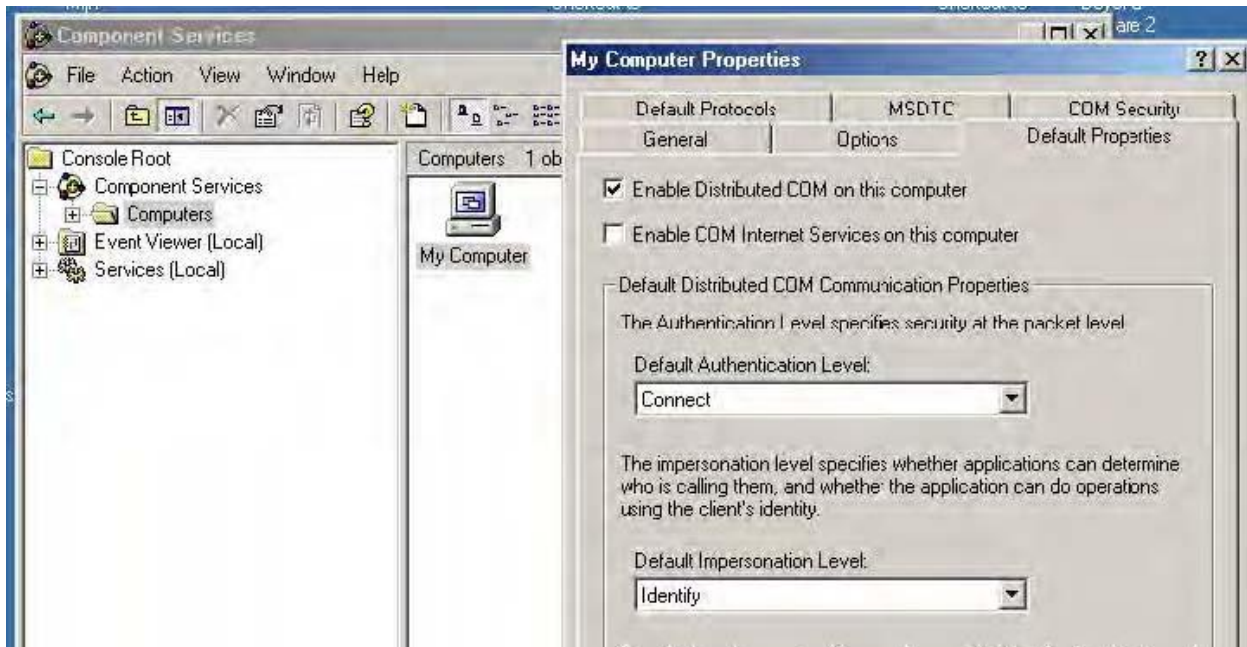 are 2
Component Services
File Action View Window Help
Console Root
Component Services
Computers
Event Viewer (Local)
Services (Local)
Computers 1 ob
My Computer
My Computer Properties
Default Protocols MSDTC COM Security
General Options Default Properties
Enable Distributed COM on this computer
Enable COM Internet Services on this computer
Default Distributed COM Communication Properties
The Authentication Level specifies security at the packet level
Default Authentication Level:
Connect
The impersonation level specifies whether applications can determine
who is calling them, and whether the application can do operations
using the client's identity.
Default Impersonation Level:
Identify